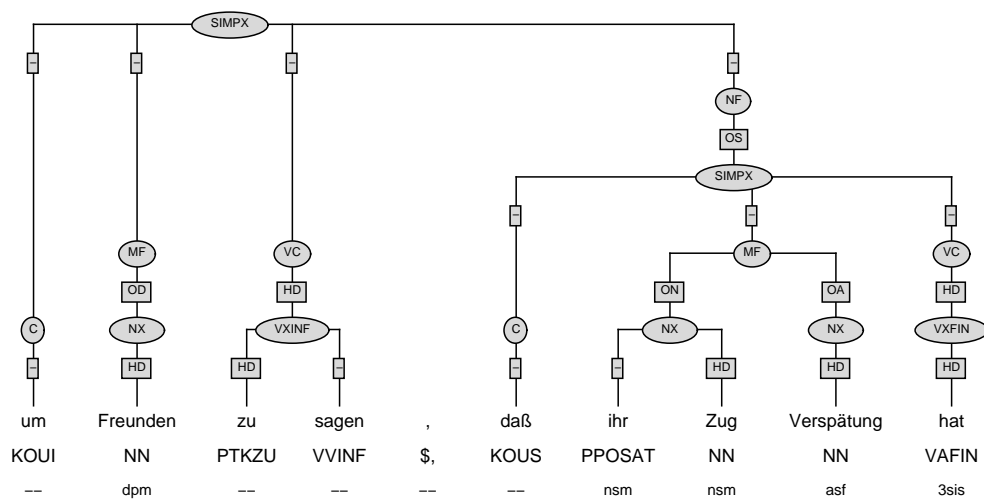 SIMPX
– – – –
NF
OS
SIMPX
– – –
MF VC MF VC
OD HD ON OA HD
C NX VXINF C NX NX VXFIN
– HD HD – – – HD HD HD
um Freunden zu sagen , daß ihr Zug Verspätung hat
KOUI NN PTKZU VVINF $, KOUS PPOSAT NN NN VAFIN
–– dpm –– –– –– –– nsm nsm asf 3sis